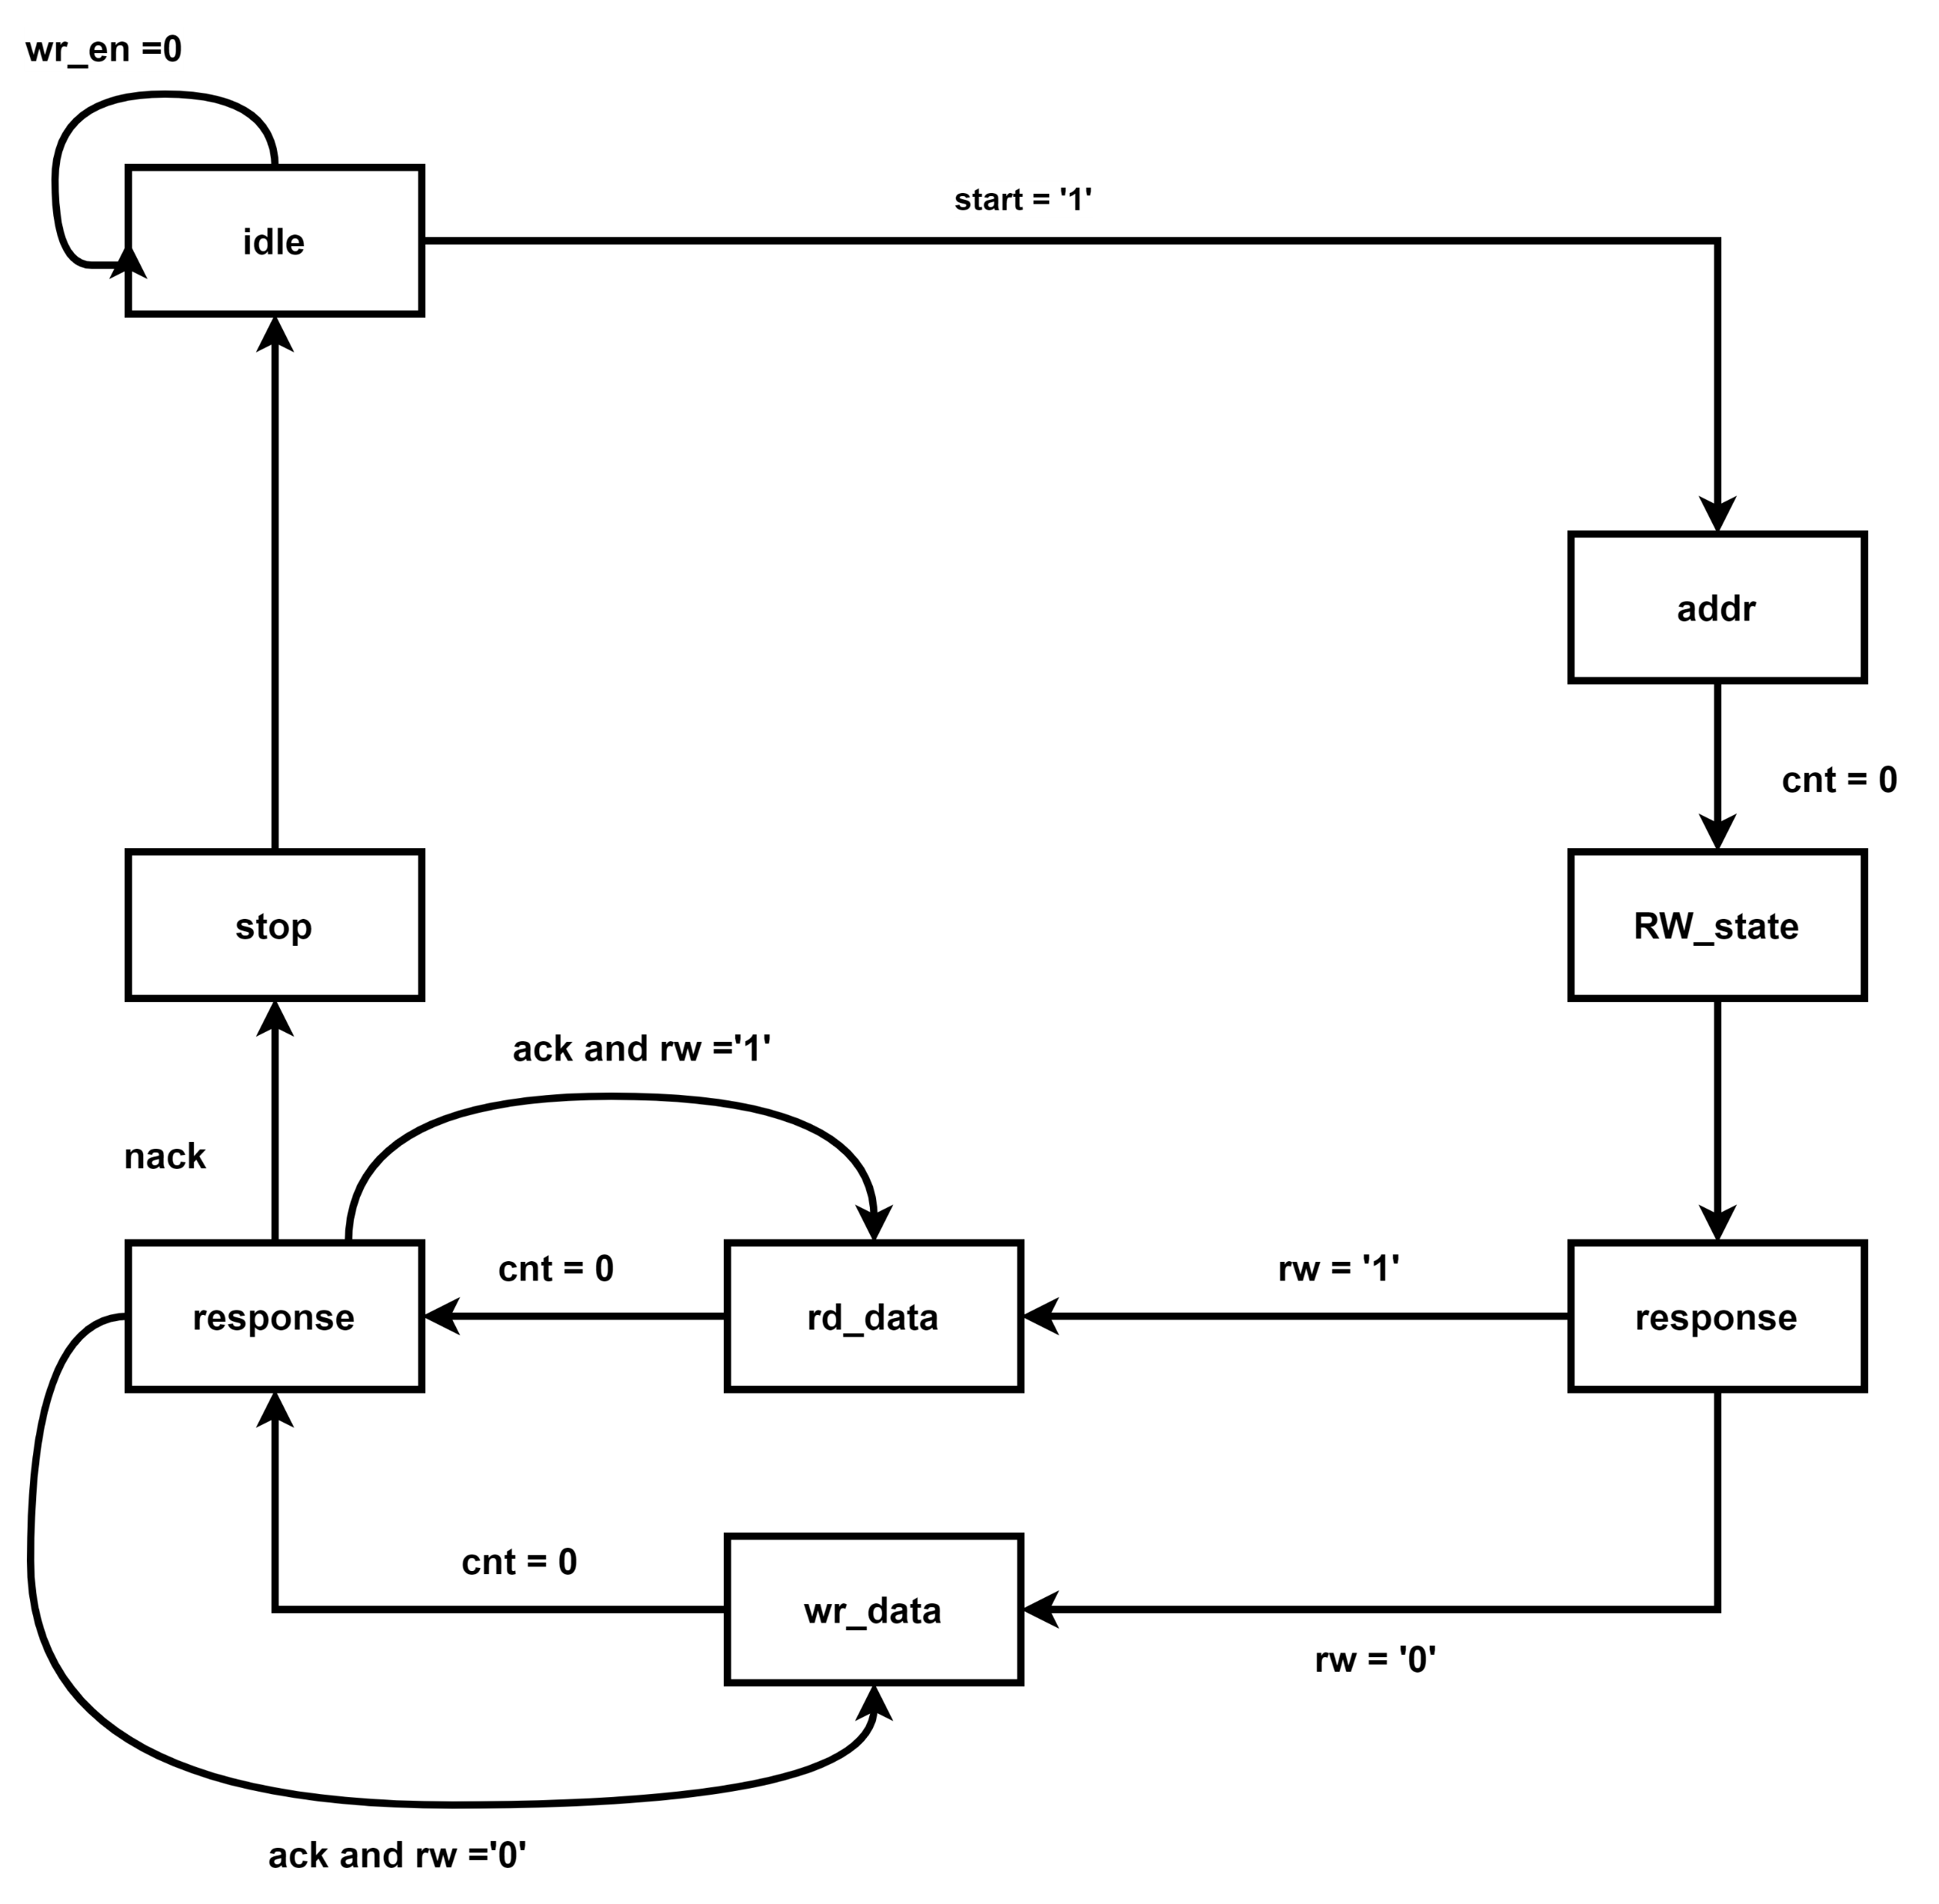 wr_en =0
start = '1'
idle
addr
cnt = 0
stop
RW_state
ack and rw ='1'
nack
cnt = 0
rw = '1'
response
rd_data
response
cnt = 0
wr_data
rw = '0'
ack and rw ='0'